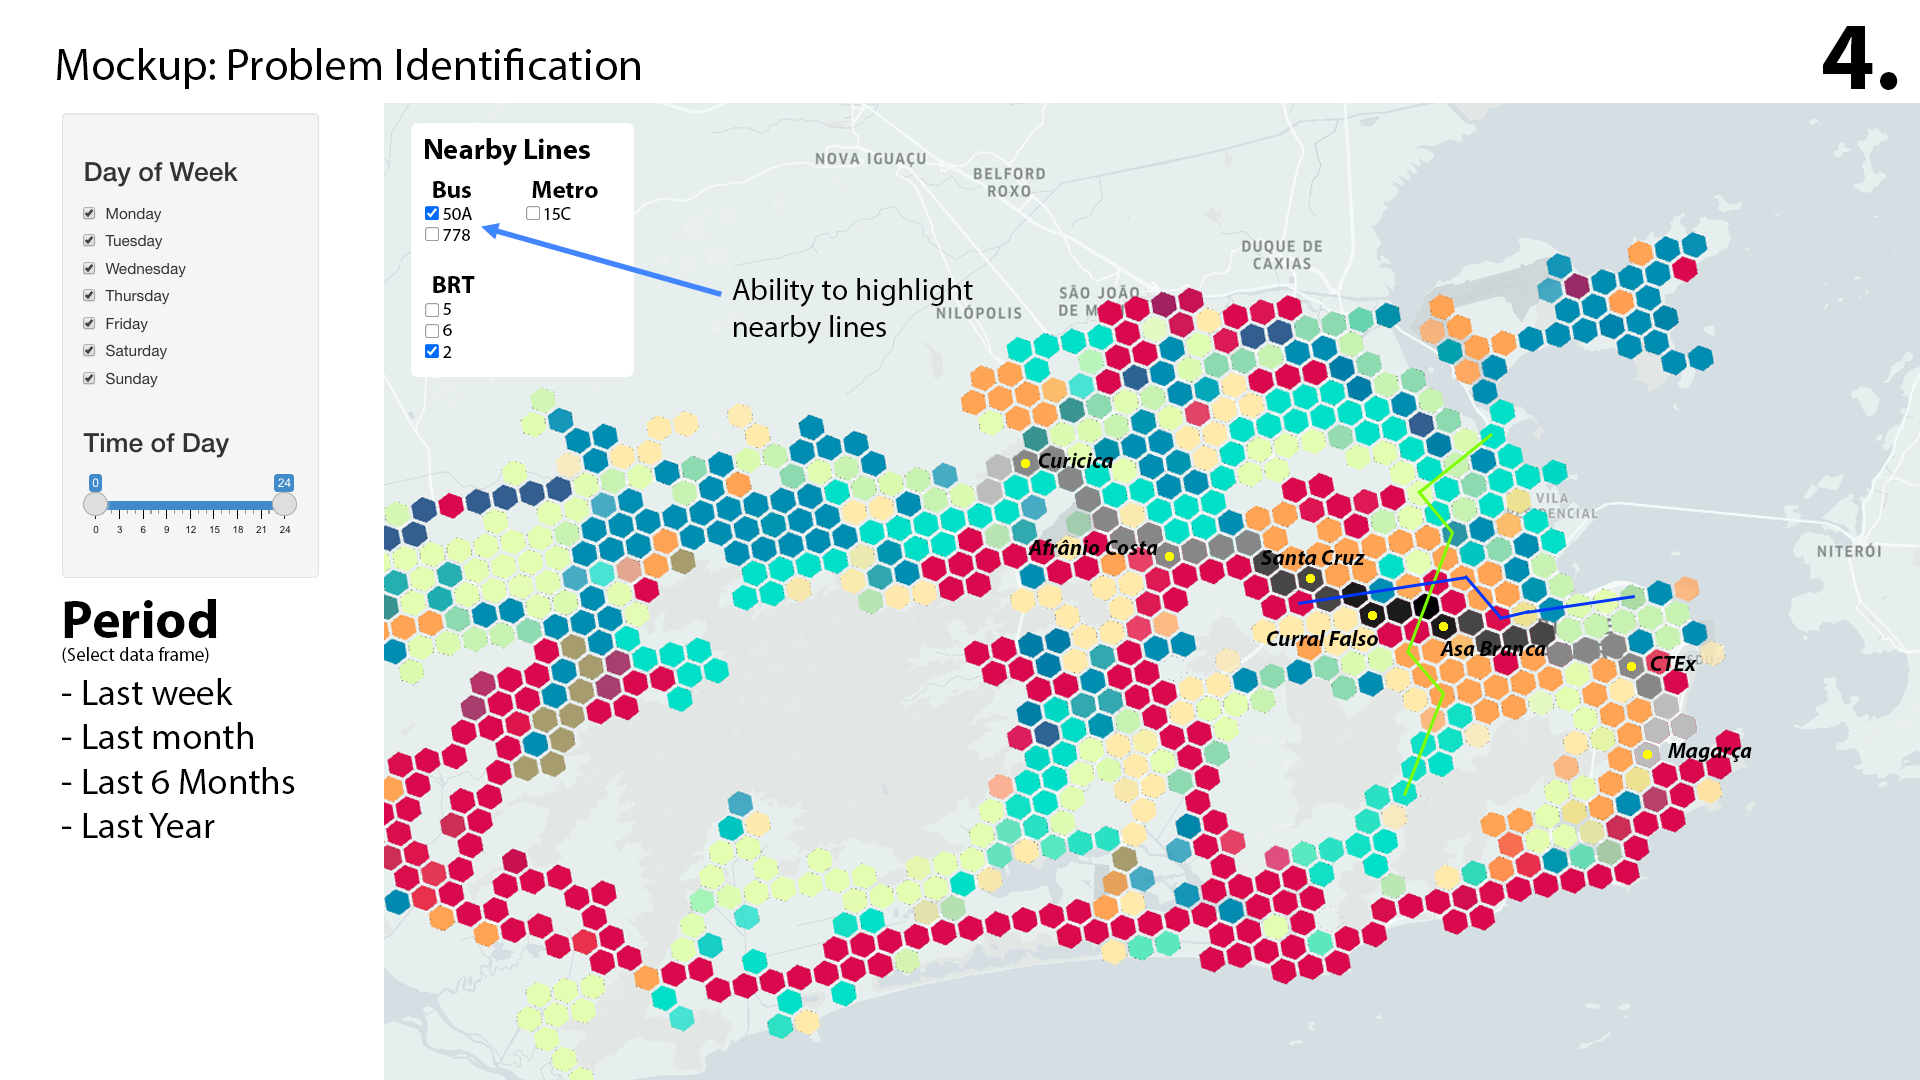 Mockup: Problem Identification
4.
Day of Week
Monday
Tuesday
Wednesday
Thursday
Friday
Saturday
Sunday
Time of Day
0 24
0 3 6 9 12 15 18 21 24
Period
(Select data frame)
- Last week
- Last month
- Last 6 Months
- Last Year
Nearby Lines
Bus Metro
50A 15C
778
BRT
5
6
2
Ability to highlight
nearby lines
NOVA IGUAÇU
BELFORD
ROXO
DUQUE DE
CAXIAS
SÃO JOÃO
DE M
NILÓPOLIS
Curicica
VILA
Afrânio Costa
Santa Cruz
NITERÓI
Curral Falso
Asa Branca
CTEx
Magarça